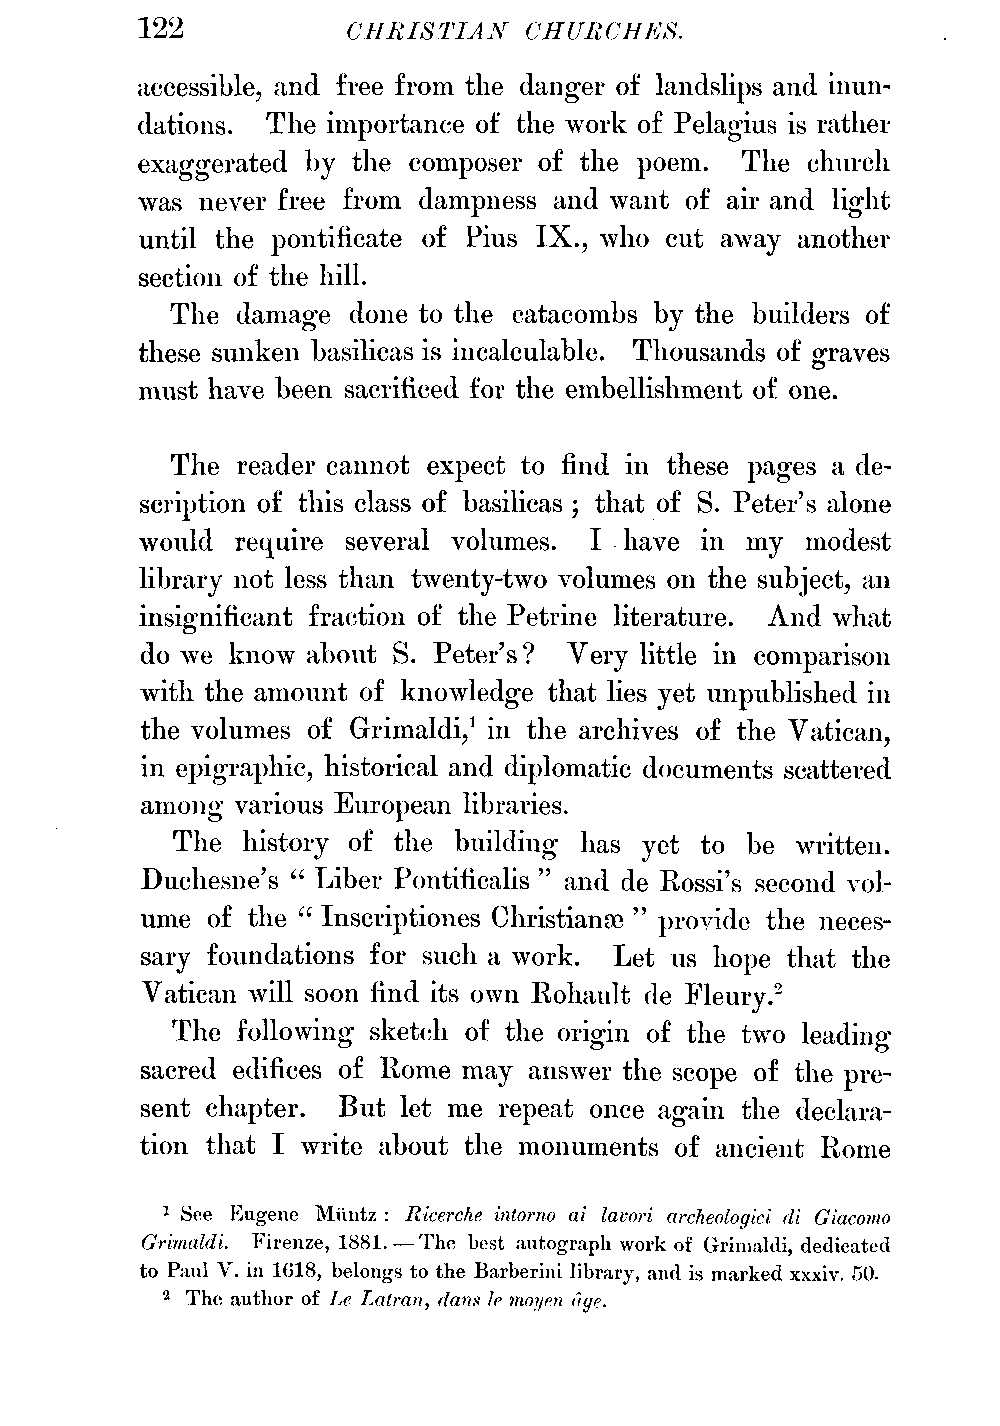 122 CHRISTIAN CHURCHES.
accessible, and free from the danger of landslips and inun-
dations. The importance of the work of Pelagius is rather
exaggerated by the composer of the poem. The church
was never free from dampness and want of air and light
until the pontificate of Pius IX., who cut away another
section of the hill.
The damage done to the catacombs by the builders of
these sunken basilicas is incalculable. Thousands of graves
must have been sacrificed for the embellishment of one.
The reader cannot expect to find in these pages a de-
scription of this class of basilicas ; that of S. Peter's alone
would require several volumes. I have in my modest
library not less than twenty-two volumes on the subject, an
insignificant fraction of the Petrine literature. And what
do we know about S. Peter's? Very little in comparison
with the amount of knowledge that lies yet unpublished in
the volumes of Grimaldi,¹ in the archives of the Vatican,
in epigraphic, historical and diplomatic documents scattered
among various European libraries.
The history of the building has yet to be written.
Duchesne's “ Liber Pontificalis ” and de Rossi's second vol-
ume of the “ Inscriptiones Christianæ ” provide the neces-
sary foundations for such a work. Let us hope that the
Vatican will soon find its own Rohault de Fleury.²
The following sketch of the origin of the two leading
sacred edifices of Rome may answer the scope of the pre-
sent chapter. But let me repeat once again the declara-
tion that I write about the monuments of ancient Rome
¹ See Eugene Müntz : Ricerche intorno ai lavori archeologici di Giacomo
Grimaldi. Firenze, 1881. — The best autograph work of Grimaldi, dedicated
to Paul V. in 1618, belongs to the Barberini library, and is marked xxxiv. 50.
² The author of Le Latran, dans le moyen âge.